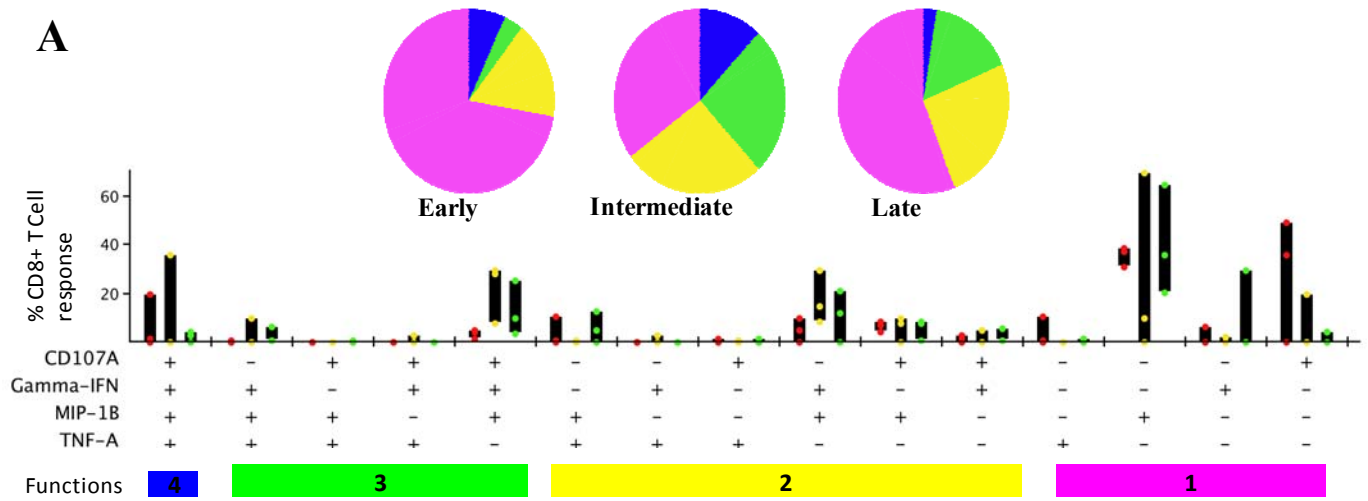 A
Early
Intermediate
Late
% CD8+ T Cell
response
60
40
20
CD107A + – + + + – – + – + + – – – +
Gamma-IFN + + – + + – + – + – + – – + –
MIP-1B + + + – + + – – + + – – + – –
TNF-A + + + + – + + + – – – + – – –
Functions 4 3 2 1